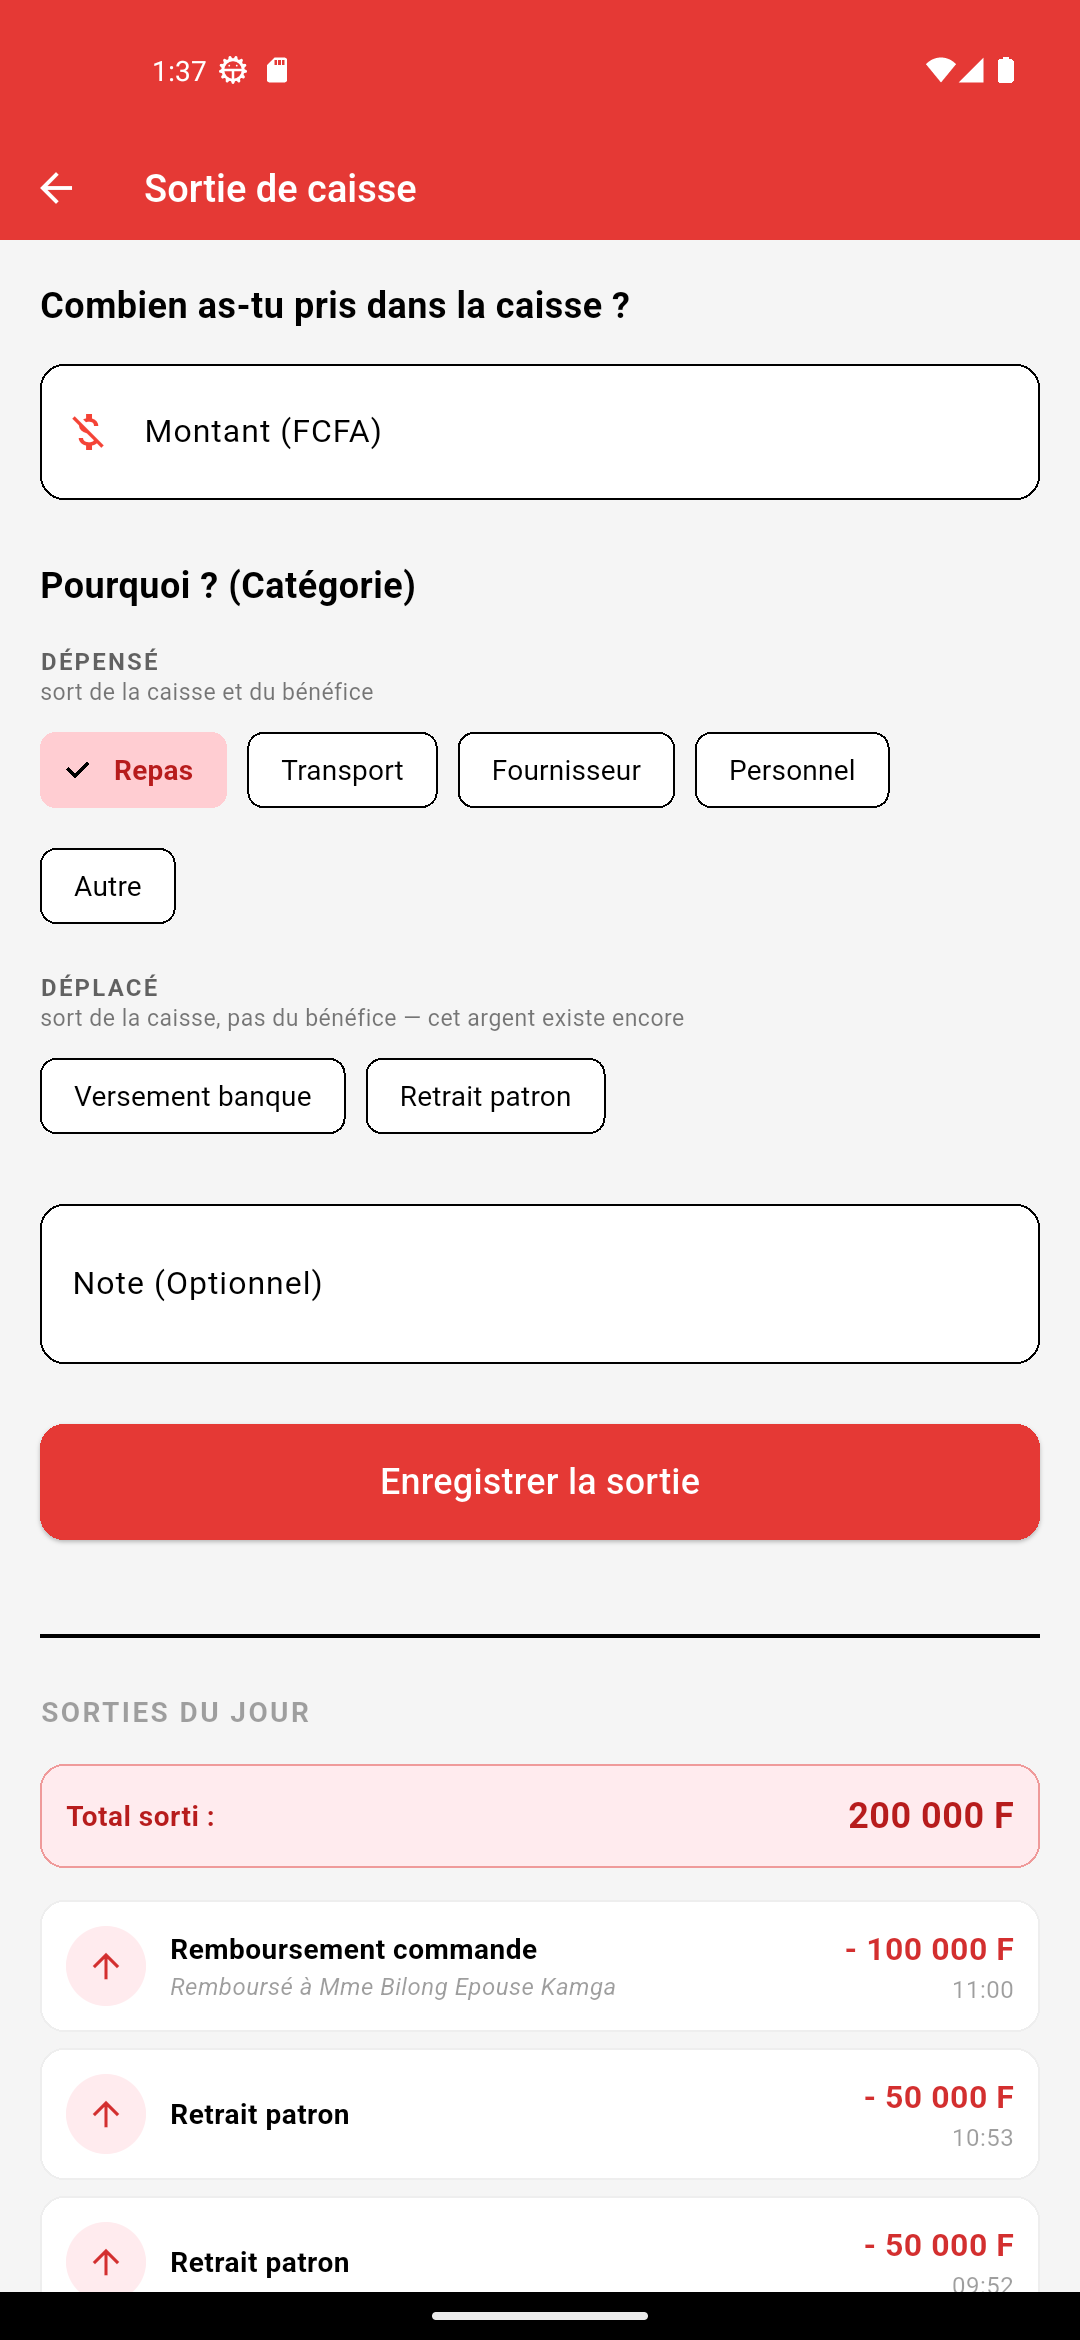 1:37
Sortie de caisse
Combien as-tu pris dans la caisse ?
Montant (FCFA)
Pourquoi ? (Catégorie)
DÉPENSÉ
sort de la caisse et du bénéfice
Repas
Transport
Fournisseur
Personnel
Autre
DÉPLACÉ
sort de la caisse, pas du bénéfice — cet argent existe encore
Versement banque
Retrait patron
Note (Optionnel)
Enregistrer la sortie
SORTIES DU JOUR
Total sorti :
200 000 F
Remboursement commande
- 100 000 F
Remboursé à Mme Bilong Epouse Kamga
11:00
Retrait patron
- 50 000 F
10:53
Retrait patron
- 50 000 F
09:52